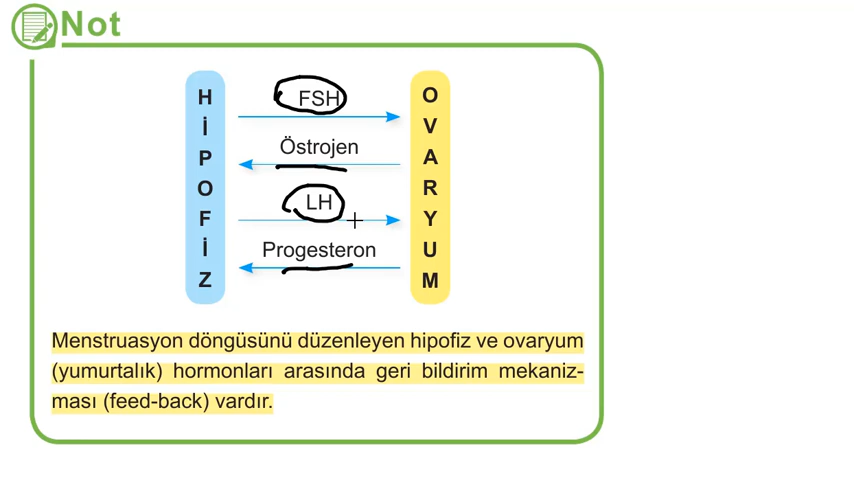 Not
HİPOFİZ
FSH
Östrojen
LH
Progesteron
OVARYUM
Menstruasyon döngüsünü düzenleyen hipofiz ve ovaryum
(yumurtalık) hormonları arasında geri bildirim mekaniz-
ması (feed-back) vardır.